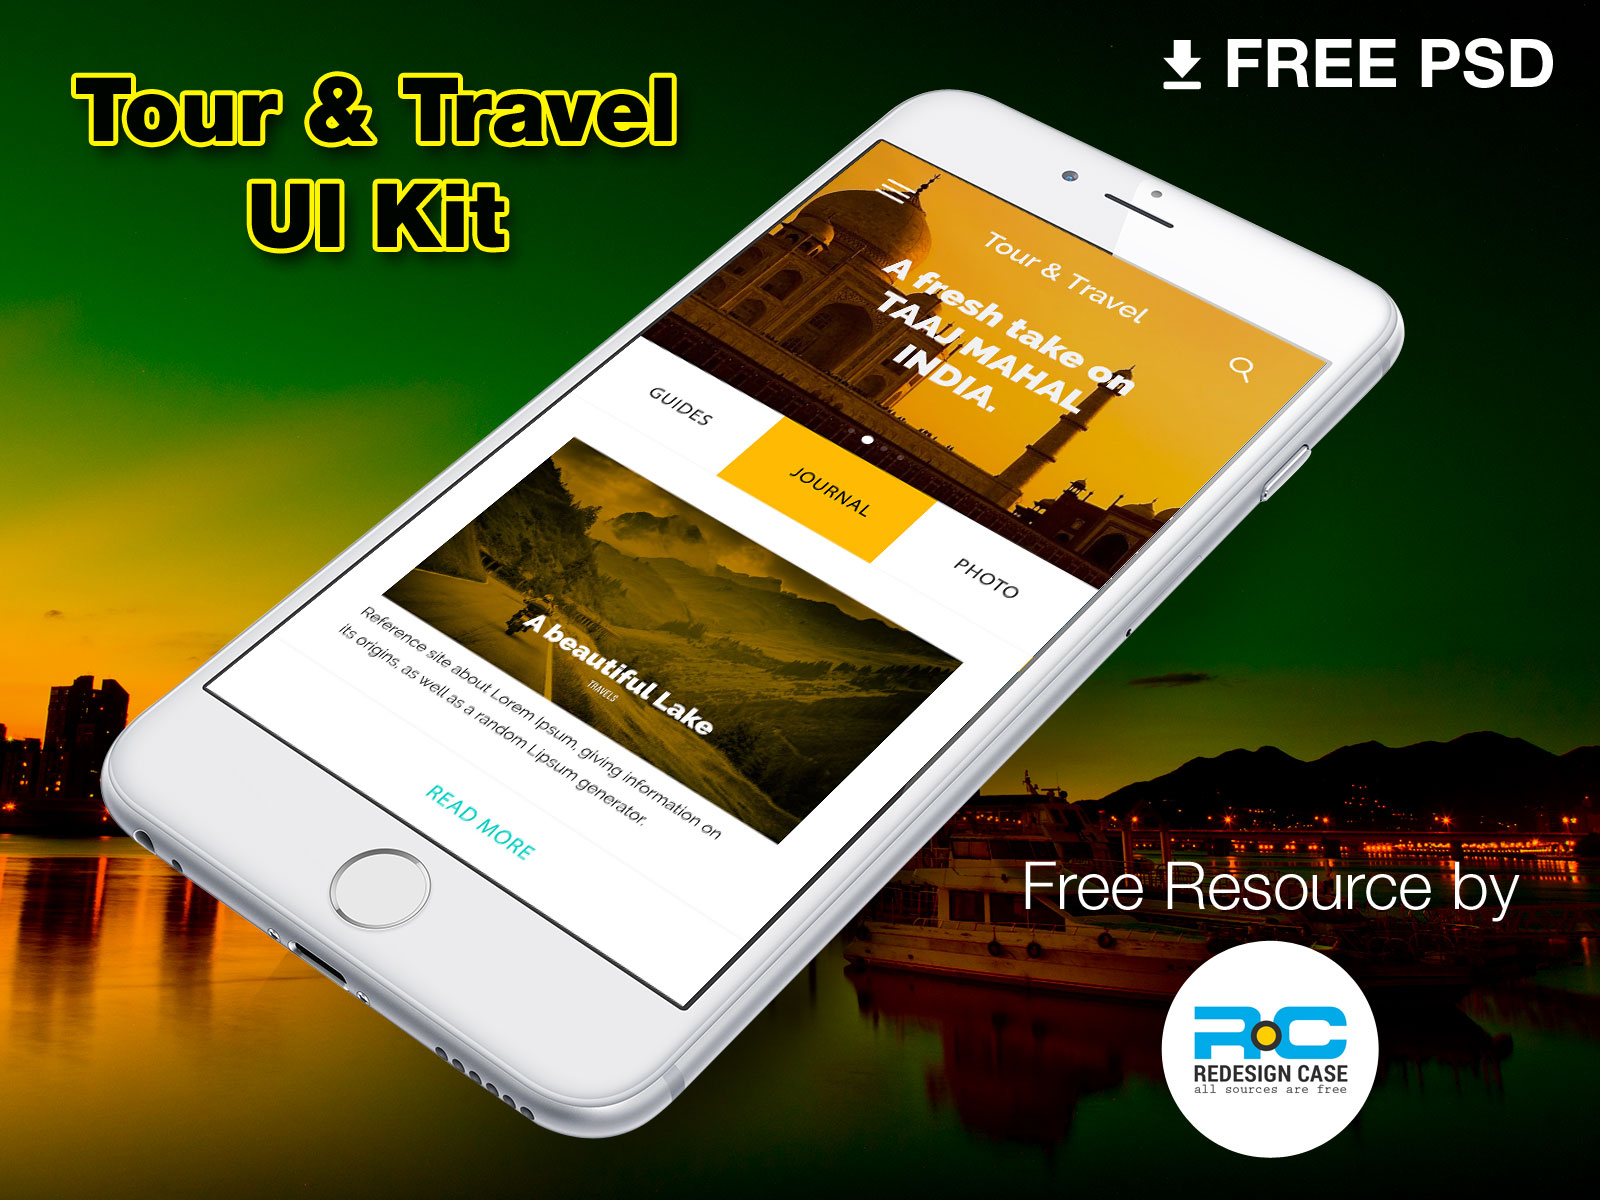 FREE PSD
Tour & Travel
UI Kit
Tour & Travel
A fresh take on
TAAJ MAHAL
INDIA.
GUIDES
JOURNAL
PHOTO
A beautiful Lake
TRAVELS
Reference site about Lorem Ipsum, giving information on
its origins, as well as a random Lipsum generator.
READ MORE
Free Resource by
RC
REDESIGN CASE
all sources are free